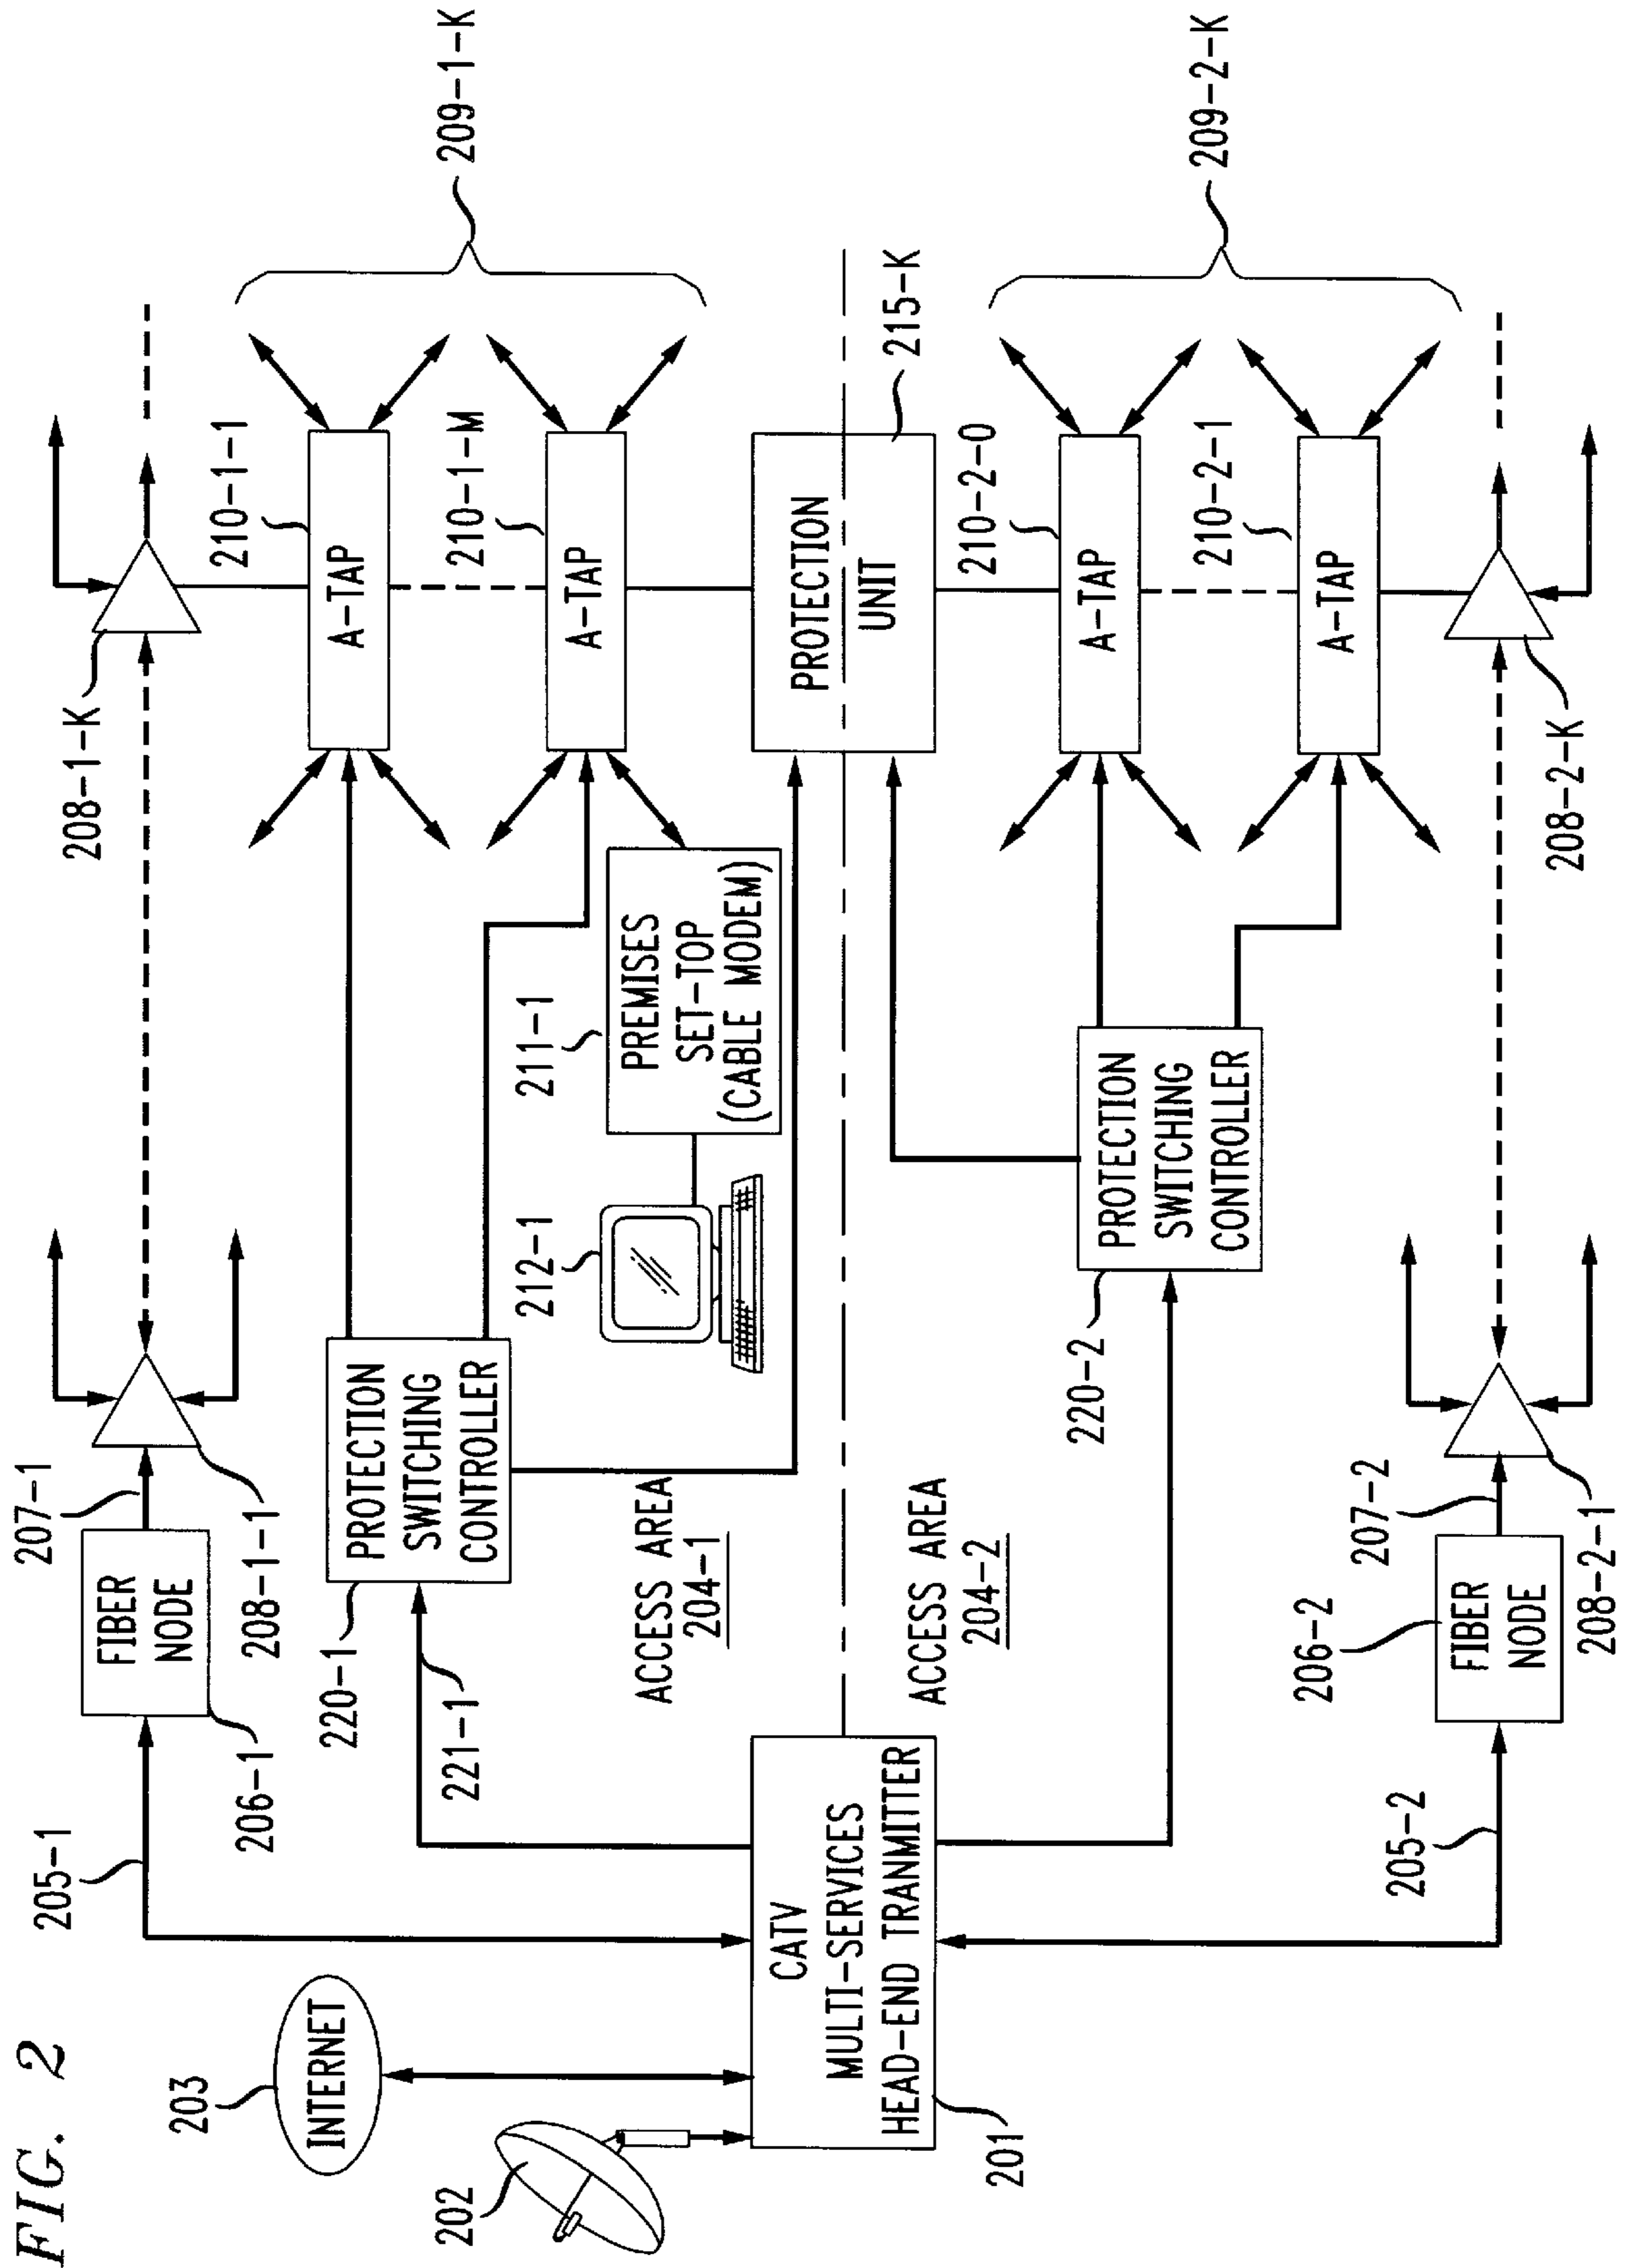 FIG. 2
202
203
INTERNET
201
CATV
MULTI-SERVICES
HEAD-END TRANMITTER
205-1
206-1
FIBER
NODE
207-1
208-1-1
208-1-K
220-1
221-1
PROTECTION
SWITCHING
CONTROLLER
ACCESS AREA
204-1
212-1
211-1
PREMISES
SET-TOP
(CABLE MODEM)
210-1-1
A-TAP
210-1-M
A-TAP
209-1-K
PROTECTION
UNIT
215-K
ACCESS AREA
204-2
220-2
PROTECTION
SWITCHING
CONTROLLER
210-2-0
A-TAP
210-2-1
A-TAP
209-2-K
205-2
206-2
FIBER
NODE
207-2
208-2-1
208-2-K